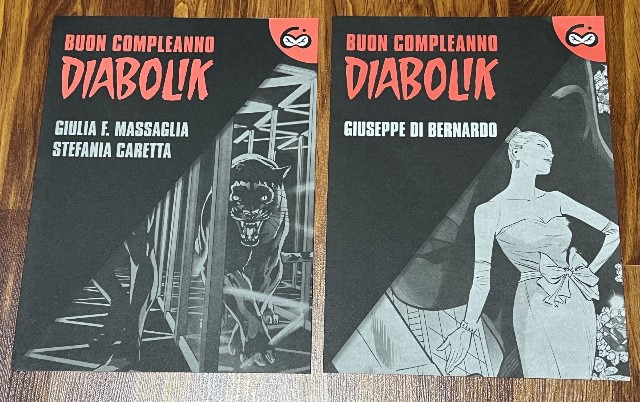 BUON COMPLEANNO
DIABOLIK
GIULIA F. MASSAGLIA
STEFANIA CARETTA
BUON COMPLEANNO
DIABOLIK
GIUSEPPE DI BERNARDO